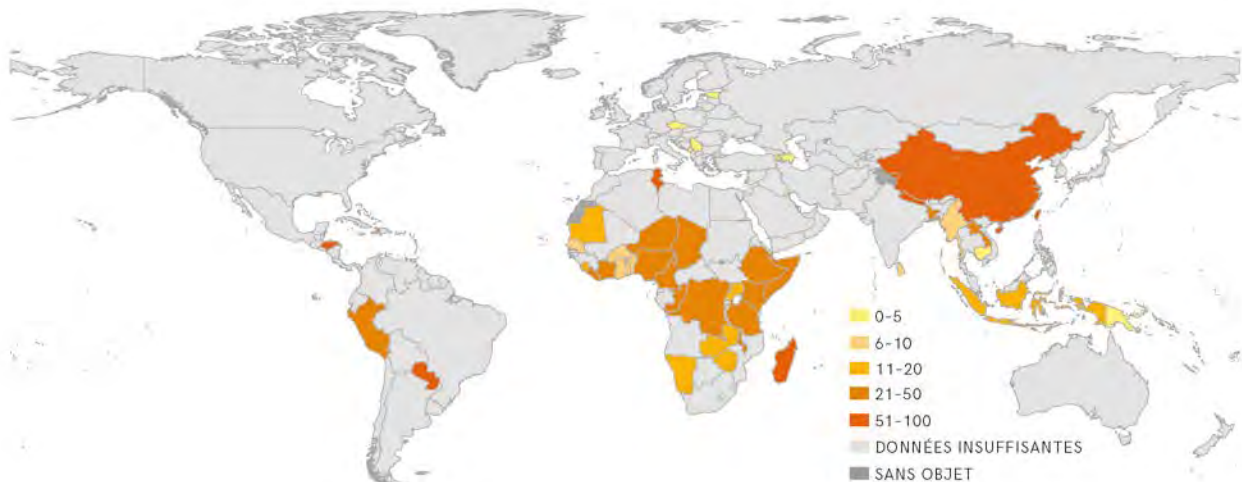 0-5
6-10
11-20
21-50
51-100
DONNÉES INSUFFISANTES
SANS OBJET